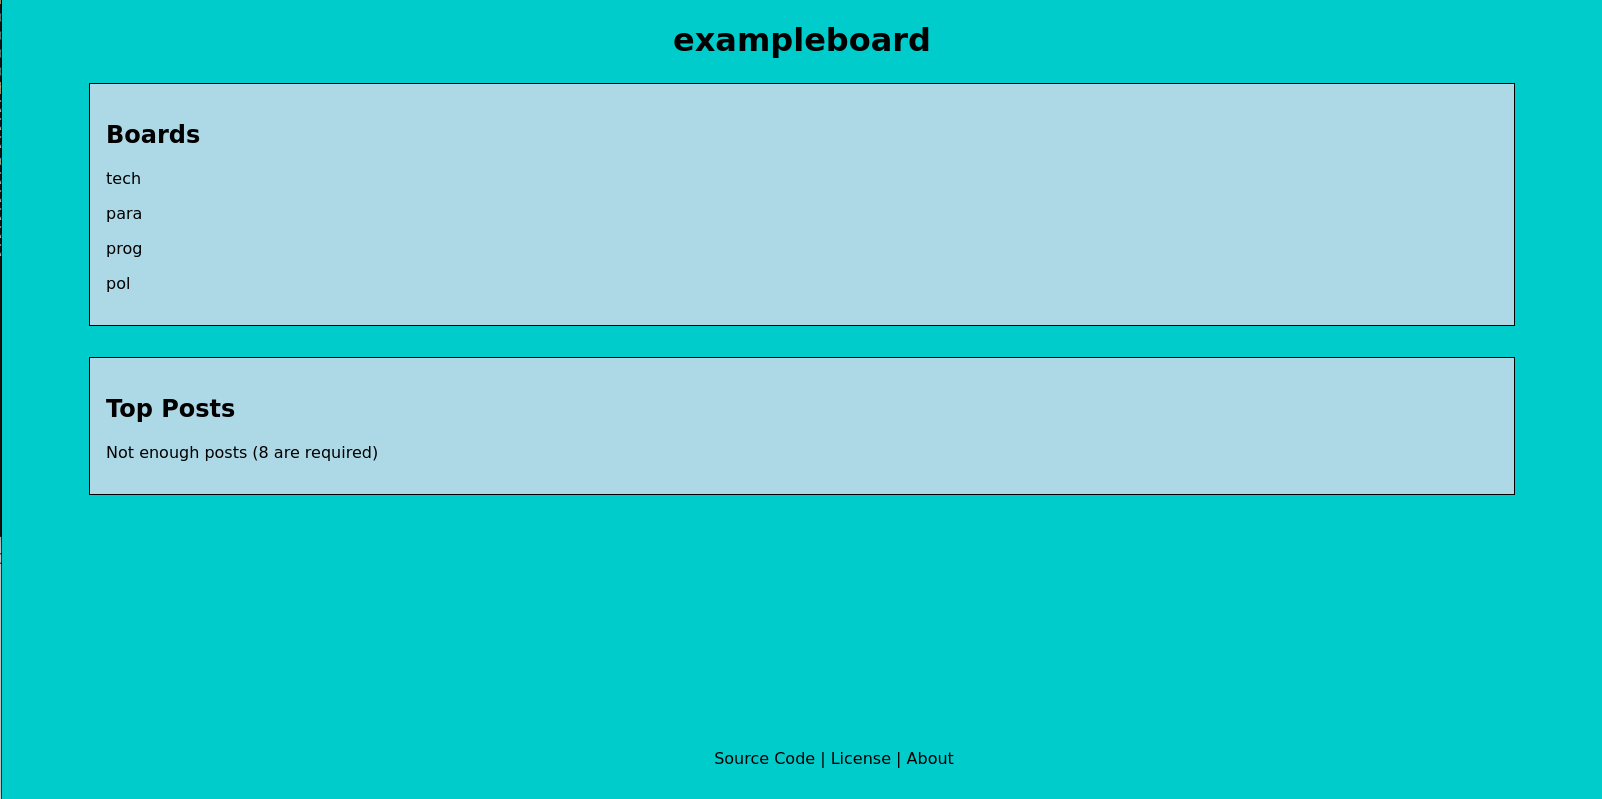 exampleboard
Boards
tech
para
prog
pol
Top Posts
Not enough posts (8 are required)
Source Code | License | About